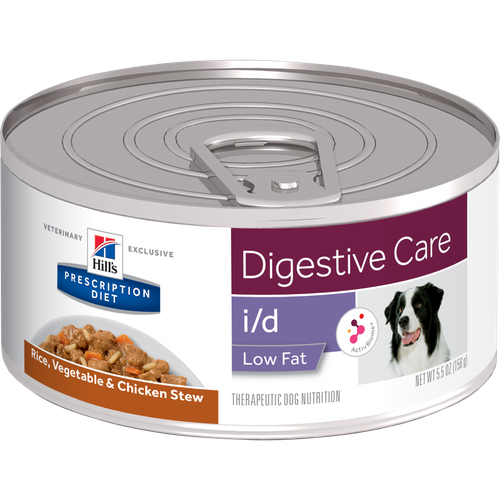 VETERINARY EXCLUSIVE
Hill's
PRESCRIPTION
DIET
Rice, Vegetable & Chicken Stew
Digestive Care
i/d
Low Fat
ActivBiome+
THERAPEUTIC DOG NUTRITION
NET WT 5.5 OZ (156 g)